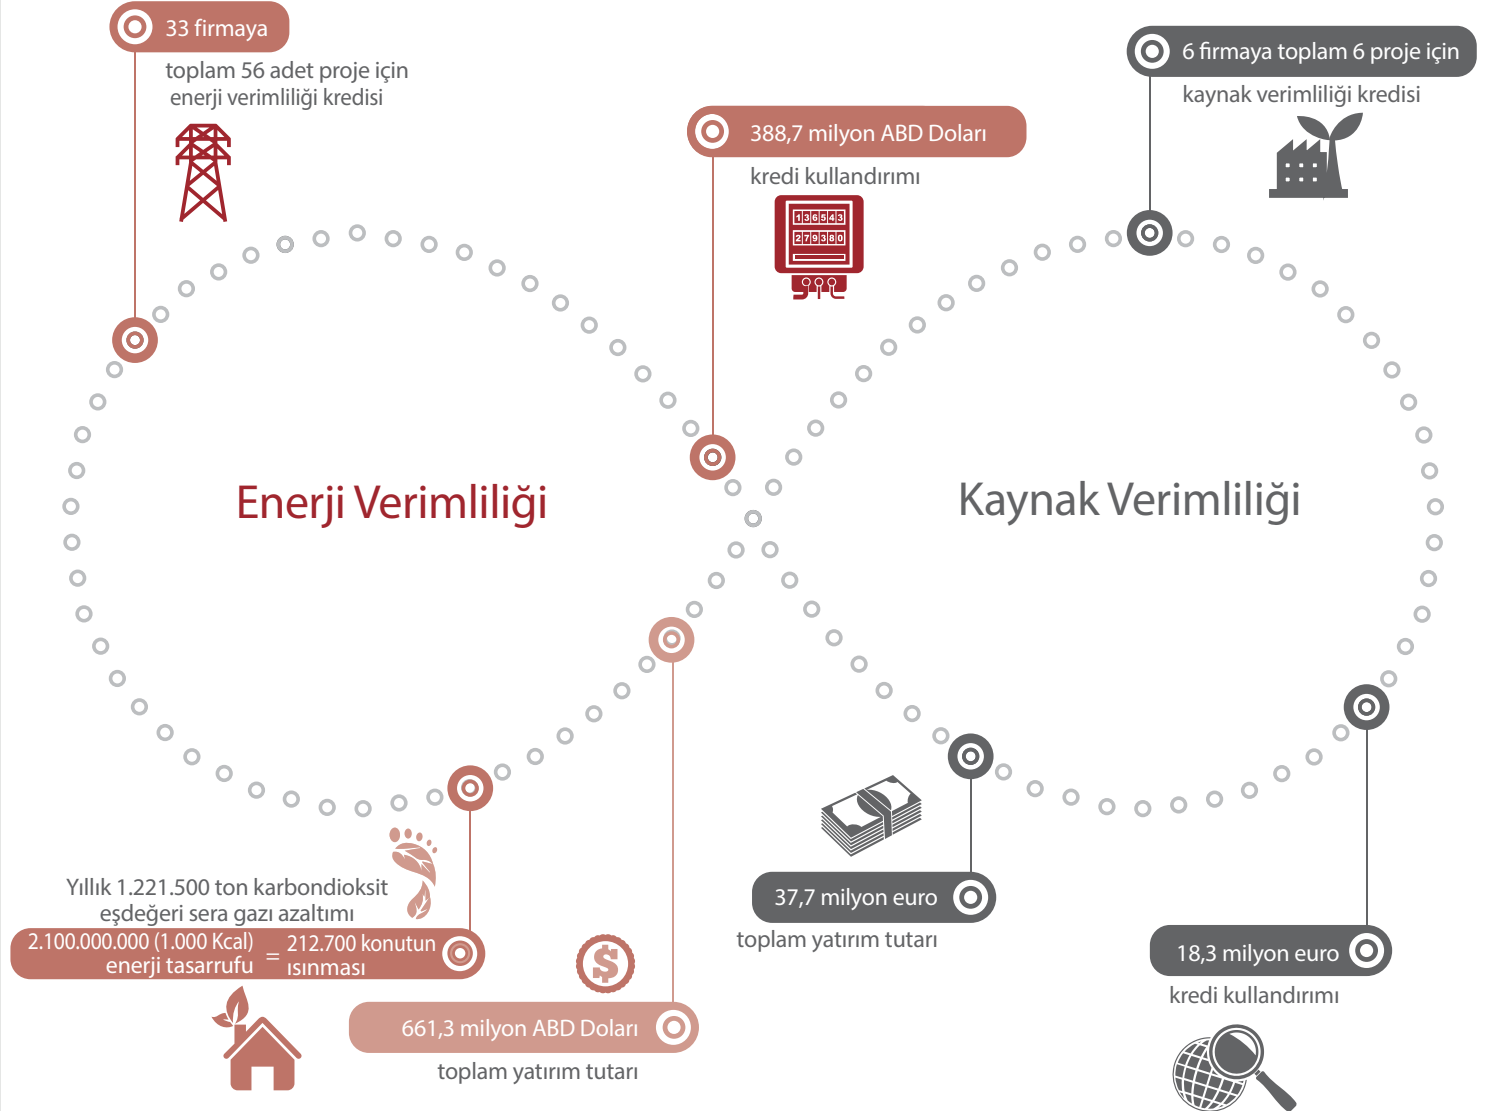 33 firmaya
toplam 56 adet proje için
enerji verimliliği kredisi
388,7 milyon ABD Doları
kredi kullandırımı
136543
279380
6 firmaya toplam 6 proje için
kaynak verimliliği kredisi
Enerji Verimliliği
Kaynak Verimliliği
Yıllık 1.221.500 ton karbondioksit
eşdeğeri sera gazı azaltımı
2.100.000.000 (1.000 Kcal)
enerji tasarrufu
=
212.700 konutun
ısınması
$
661,3 milyon ABD Doları
toplam yatırım tutarı
37,7 milyon euro
toplam yatırım tutarı
18,3 milyon euro
kredi kullandırımı